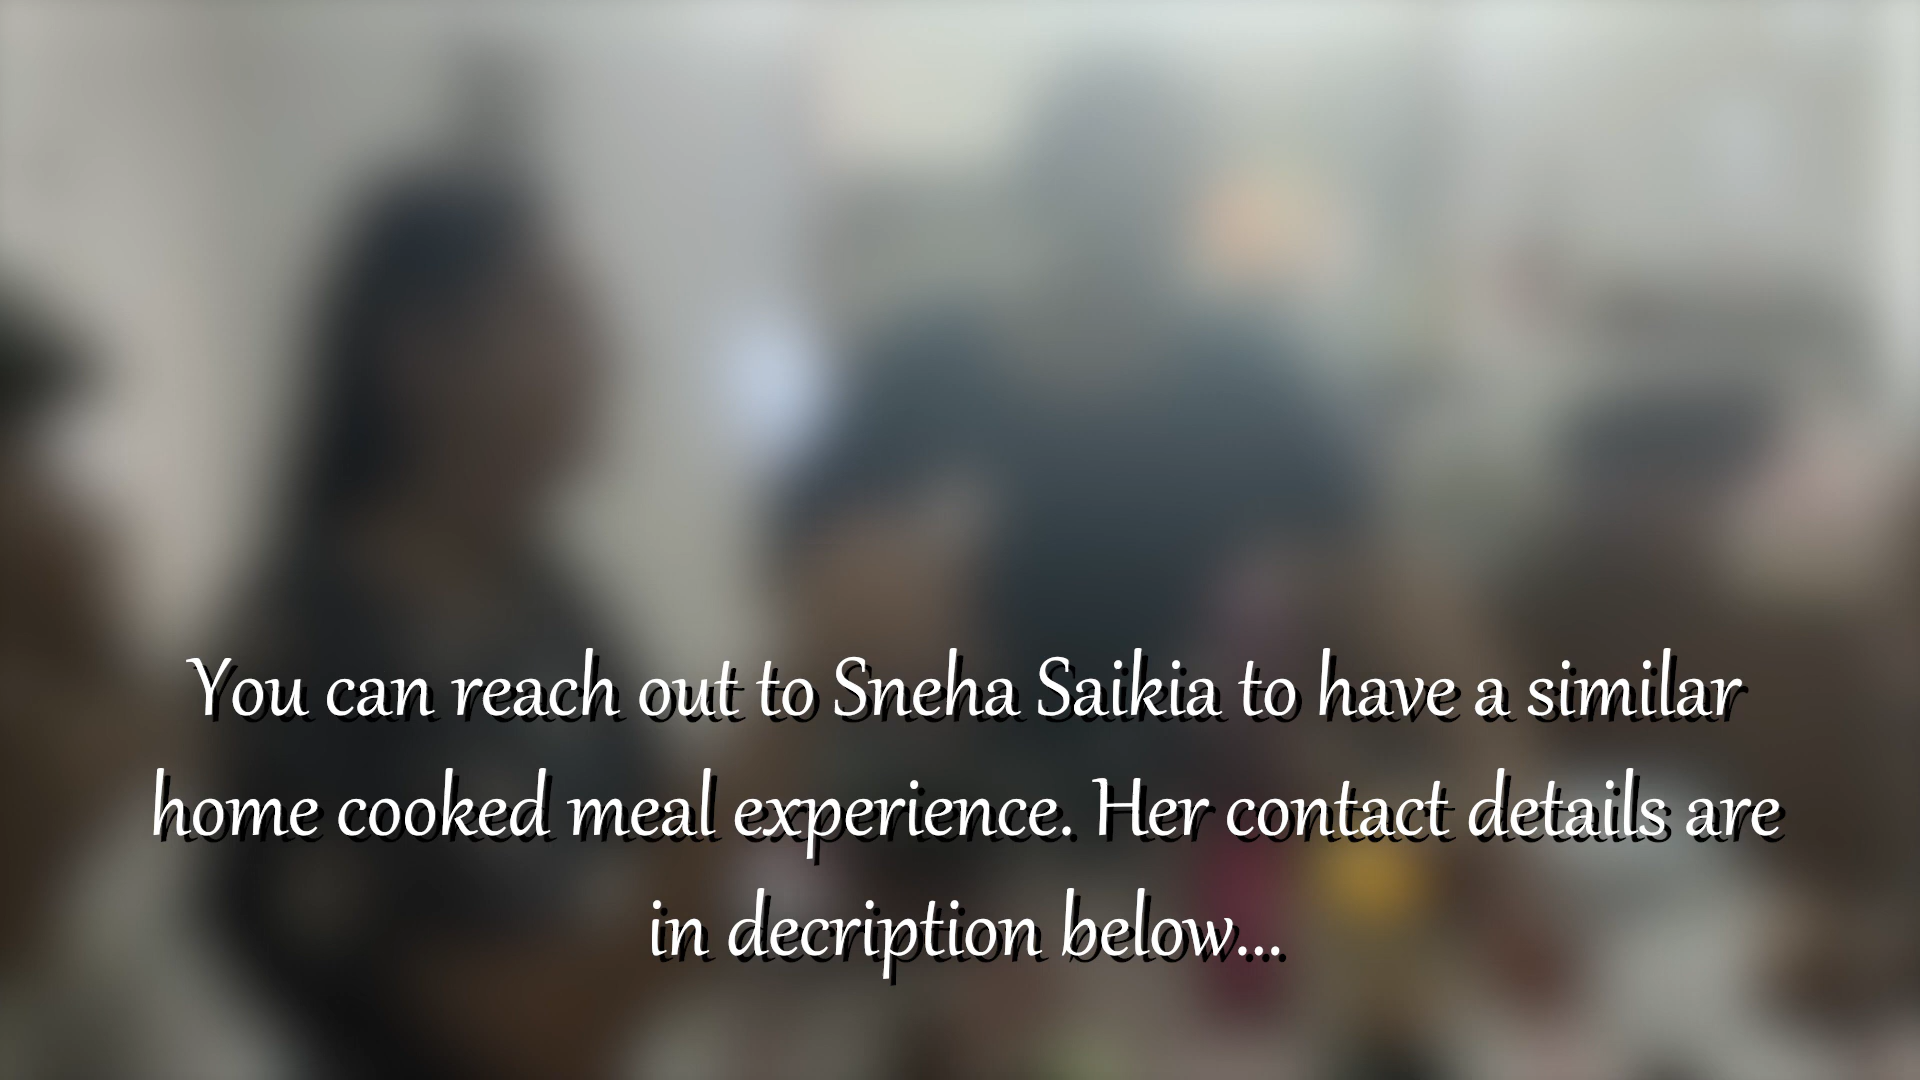 You can reach out to Sneha Saikia to have a similar
home cooked meal experience. Her contact details are
in decription below...